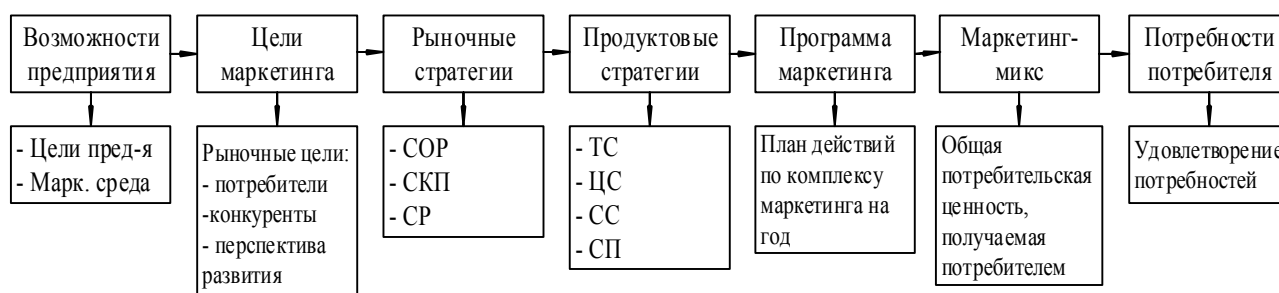 Возможности
предприятия
Цели
маркетинга
Рыночные
стратегии
Продуктовые
стратегии
Программа
маркетинга
Маркетинг-
микс
Потребности
потребителя
- Цели пред-я
- Марк. среда
Рыночные цели:
- потребители
-конкуренты
- перспектива
развития
- СОР
- СКП
- СР
- ТС
- ЦС
- СС
- СП
План действий
по комплексу
маркетинга на
год
Общая
потребительская
ценность,
получаемая
потребителем
Удовлетворение
потребностей